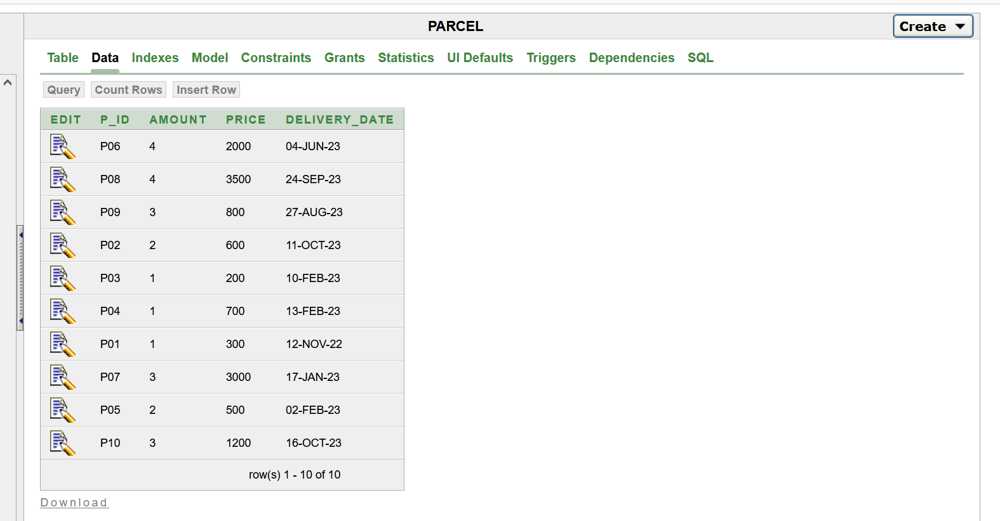 PARCEL
Create
Table Data Indexes Model Constraints Grants Statistics UI Defaults Triggers Dependencies SQL
Query Count Rows Insert Row
EDIT P_ID AMOUNT PRICE DELIVERY_DATE
P06 4 2000 04-JUN-23
P08 4 3500 24-SEP-23
P09 3 800 27-AUG-23
P02 2 600 11-OCT-23
P03 1 200 10-FEB-23
P04 1 700 13-FEB-23
P01 1 300 12-NOV-22
P07 3 3000 17-JAN-23
P05 2 500 02-FEB-23
P10 3 1200 16-OCT-23
row(s) 1 - 10 of 10
Download